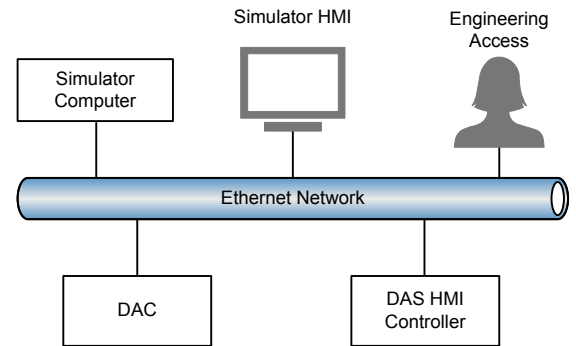 Simulator HMI
Engineering
Access
Simulator
Computer
Ethernet Network
DAC
DAS HMI
Controller